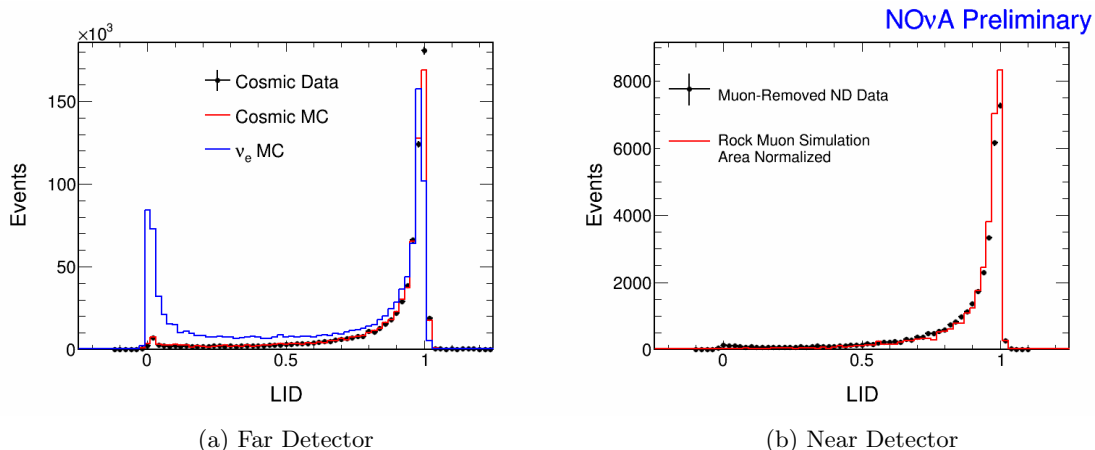 NOνA Preliminary
×10³
Events
150
100
50
0
Cosmic Data
Cosmic MC
νe MC
0
0.5
1
LID
(a) Far Detector
Events
8000
6000
4000
2000
0
Muon-Removed ND Data
Rock Muon Simulation
Area Normalized
0
0.5
1
LID
(b) Near Detector